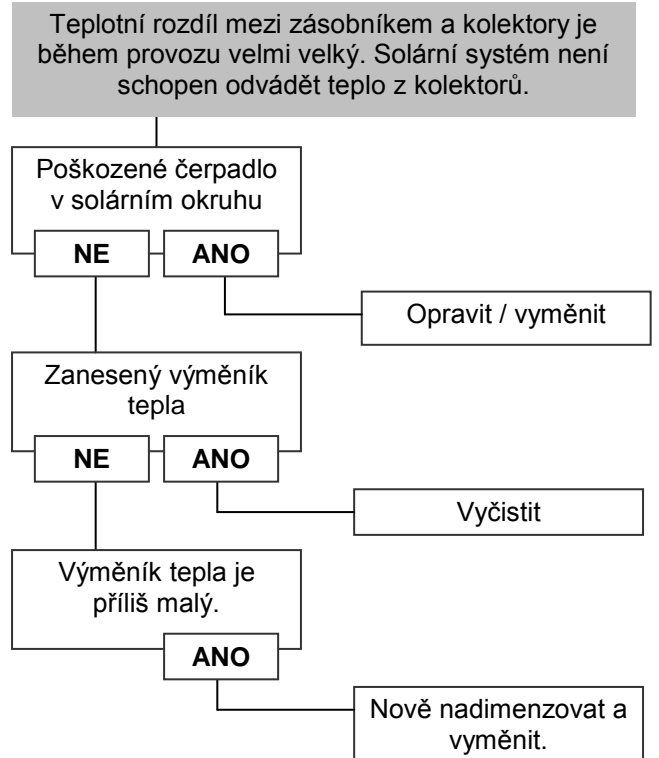 Teplotní rozdíl mezi zásobníkem a kolektory je
během provozu velmi velký. Solární systém není
schopen odvádět teplo z kolektorů.
Poškozené čerpadlo
v solárním okruhu
NE ANO
Opravit / vyměnit
Zanesený výměník
tepla
NE ANO
Vyčistit
Výměník tepla je
příliš malý.
ANO
Nově nadimenzovat a
vyměnit.